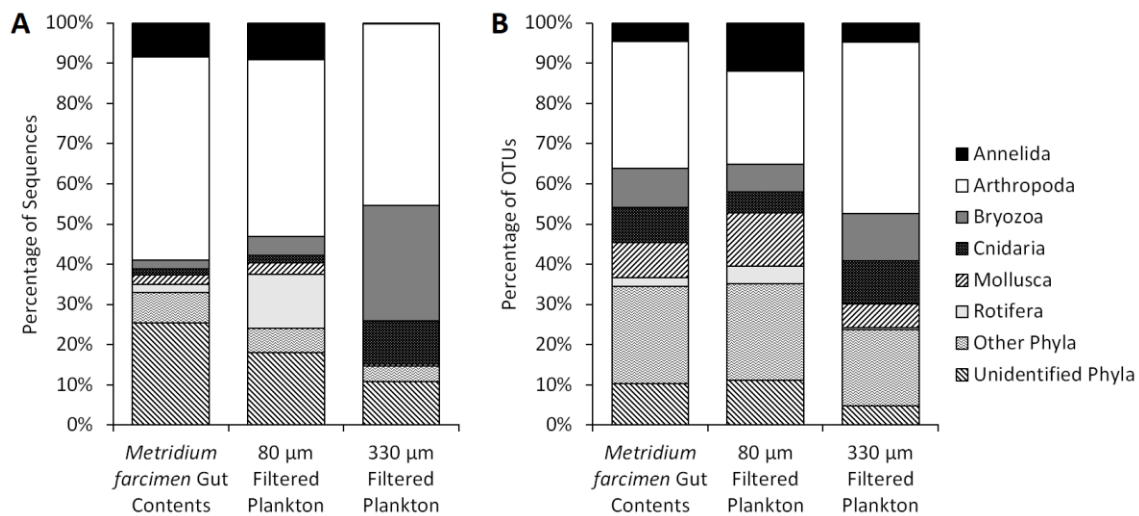 A
Percentage of Sequences
100%
90%
80%
70%
60%
50%
40%
30%
20%
10%
0%
Metridium
farcimen Gut
Contents
80 µm
Filtered
Plankton
330 µm
Filtered
Plankton
B
Percentage of OTUs
100%
90%
80%
70%
60%
50%
40%
30%
20%
10%
0%
Metridium
farcimen Gut
Contents
80 µm
Filtered
Plankton
330 µm
Filtered
Plankton
Annelida
Arthropoda
Bryozoa
Cnidaria
Mollusca
Rotifera
Other Phyla
Unidentified Phyla